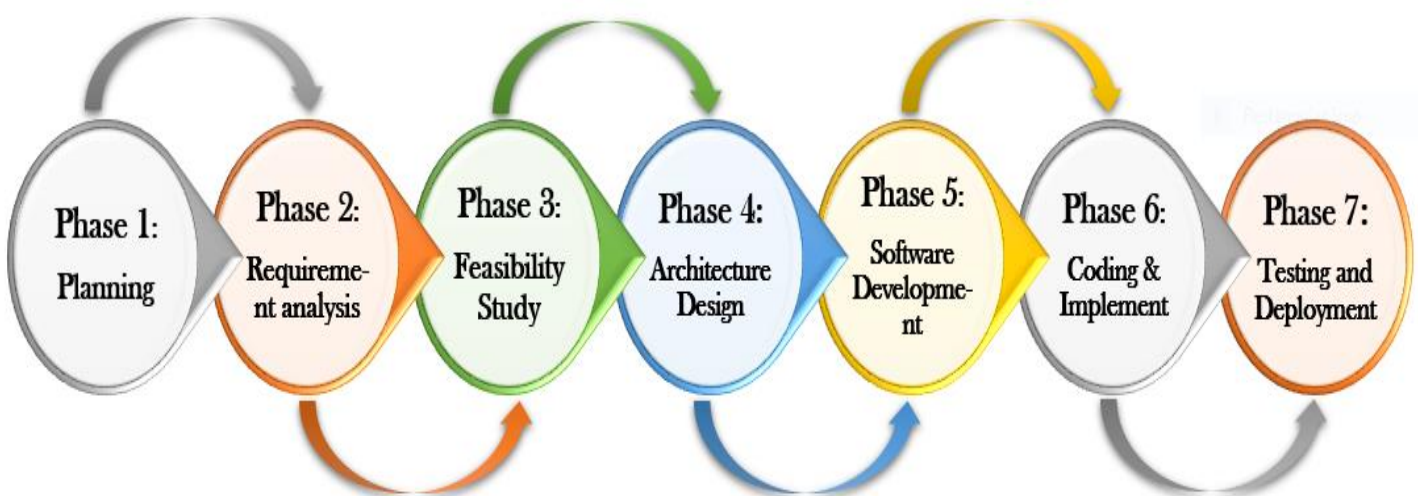 Phase 1:
Planning
Phase 2:
Requireme-
nt analysis
Phase 3:
Feasibility
Study
Phase 4:
Architecture
Design
Phase 5:
Software
Developme-
nt
Phase 6:
Coding &
Implement
Phase 7:
Testing and
Deployment